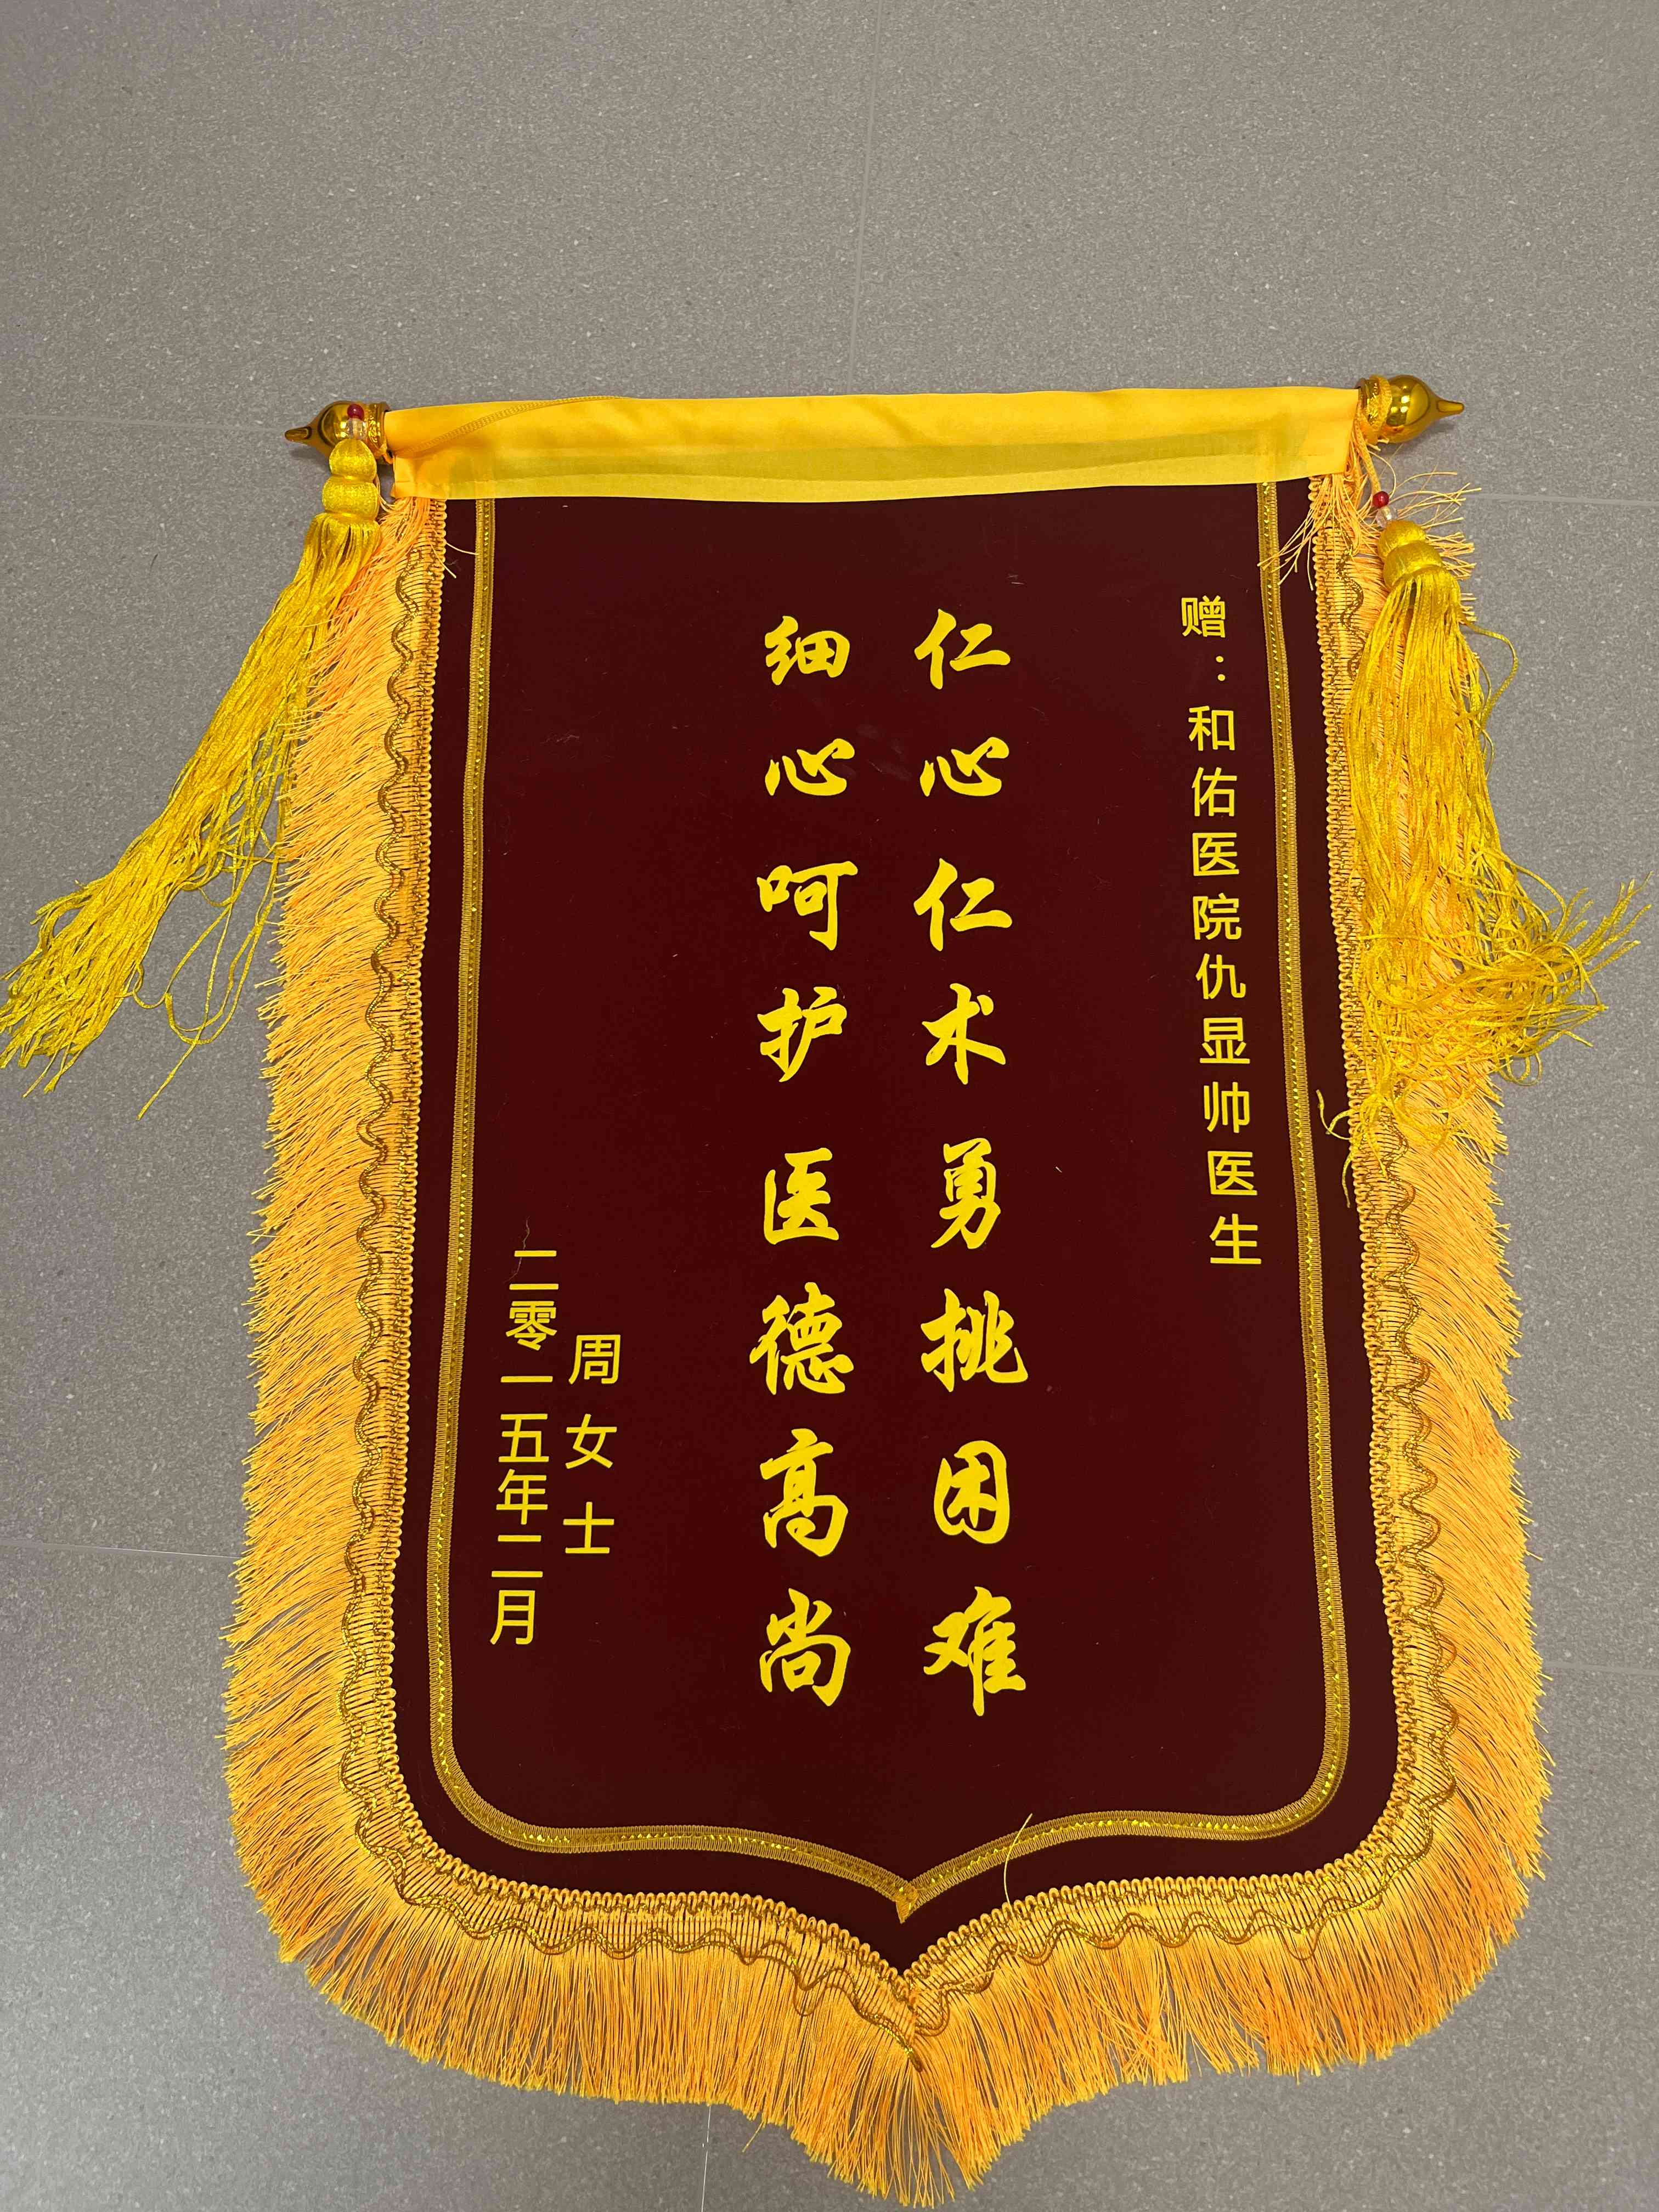 赠：和佑医院仇显帅医生
仁心仁术勇挑困难
细心呵护医德高尚
周女士
二零一五年二月